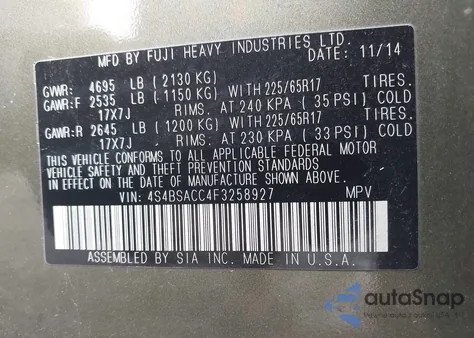 MFD BY FUJI HEAVY INDUSTRIES LTD.
DATE: 11/14
GVWR: 4695 LB (2130 KG)
GAWR:F 2535 LB (1150 KG) WITH 225/65R17 TIRES.
17X7J RIMS. AT 240 KPA (35 PSI) COLD
GAWR:R 2645 LB (1200 KG) WITH 225/65R17 TIRES.
17X7J RIMS. AT 230 KPA (33 PSI) COLD
THIS VEHICLE CONFORMS TO ALL APPLICABLE FEDERAL MOTOR
VEHICLE SAFETY AND THEFT PREVENTION STANDARDS
IN EFFECT ON THE DATE OF MANUFACTURE SHOWN ABOVE.
VIN: 4S4BSACC4F3258927 MPV
ASSEMBLED BY SIA INC. MADE IN U.S.A.
autoSnap